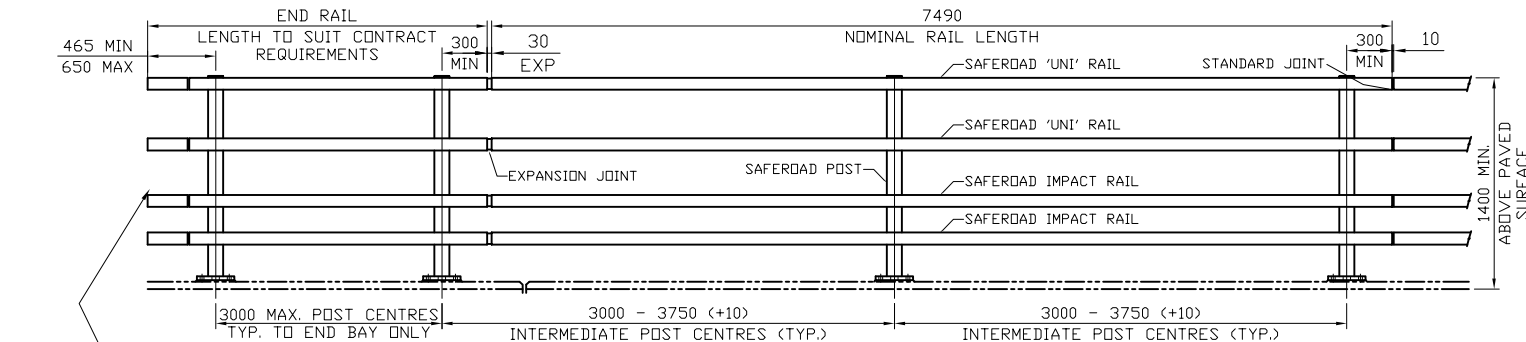 END RAIL
LENGTH TO SUIT CONTRACT
REQUIREMENTS
7490
NOMINAL RAIL LENGTH
465 MIN
650 MAX
300
MIN
30
EXP
300
MIN
10
SAFEROAD 'UNI' RAIL
STANDARD JOINT
SAFEROAD 'UNI' RAIL
EXPANSION JOINT
SAFEROAD POST
SAFEROAD IMPACT RAIL
SAFEROAD IMPACT RAIL
1400 MIN.
ABOVE PAVED
SURFACE
3000 MAX. POST CENTRES
TYP. TO END BAY ONLY
3000 - 3750 (+10)
INTERMEDIATE POST CENTRES (TYP.)
3000 - 3750 (+10)
INTERMEDIATE POST CENTRES (TYP.)